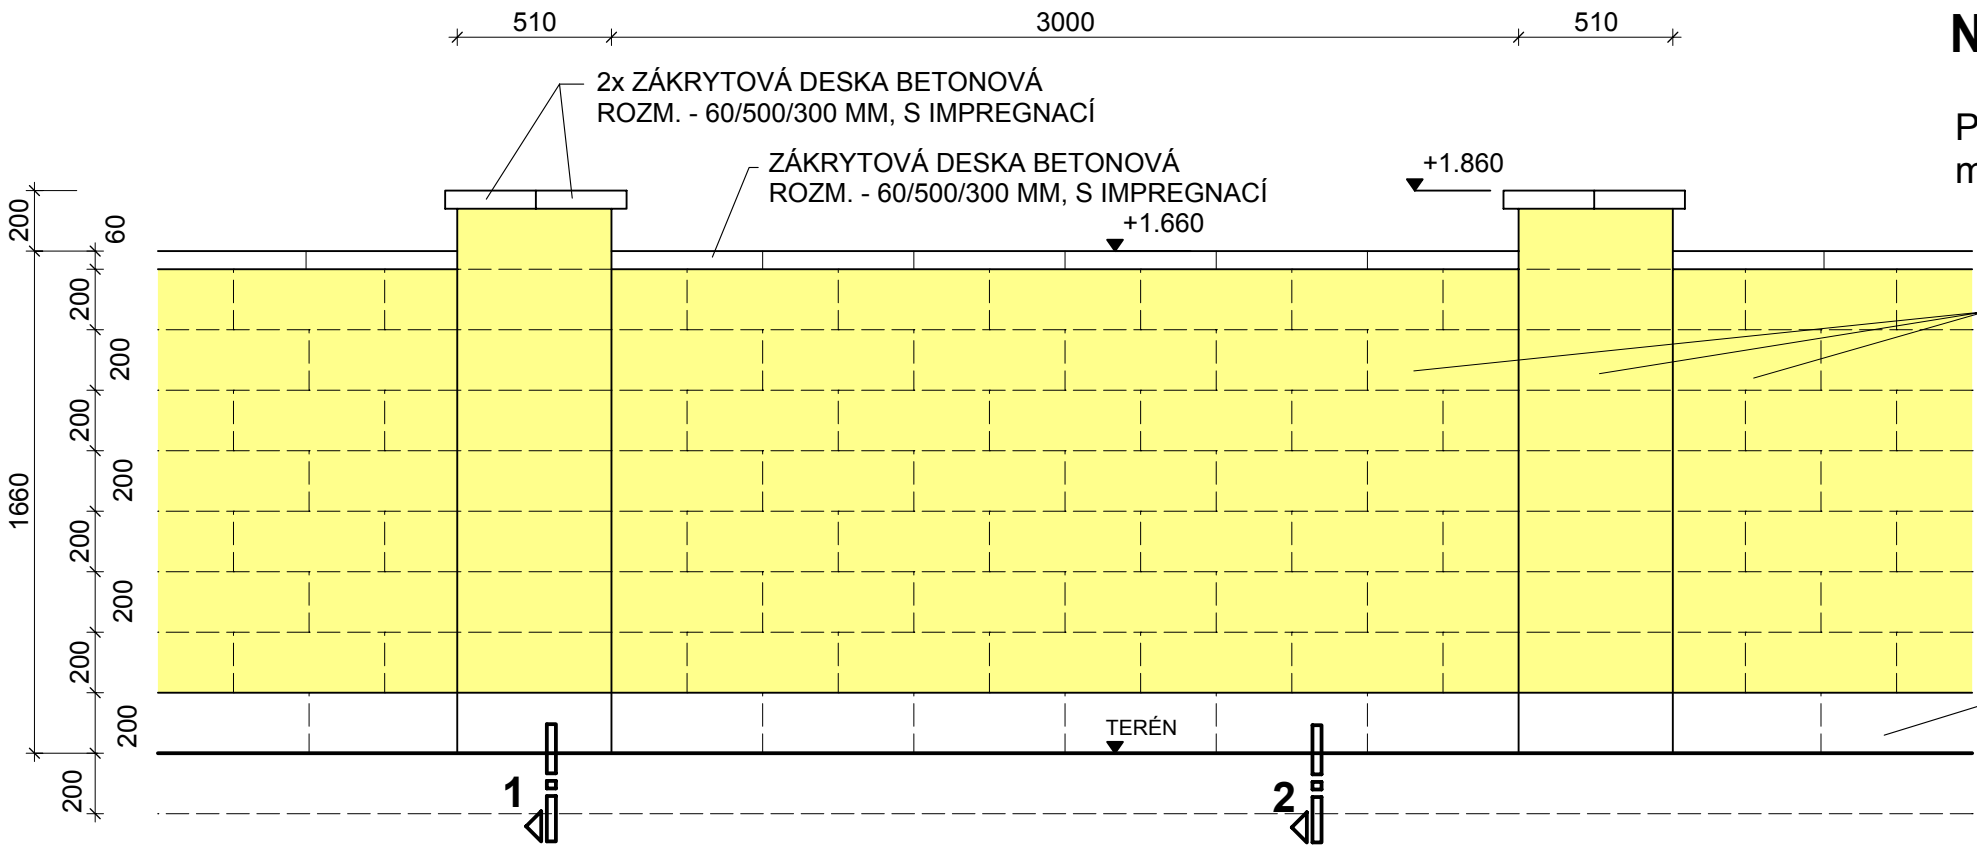 510
3000
510
N
2x ZÁKRYTOVÁ DESKA BETONOVÁ
ROZM. - 60/500/300 MM, S IMPREGNACÍ
P
m
ZÁKRYTOVÁ DESKA BETONOVÁ
ROZM. - 60/500/300 MM, S IMPREGNACÍ
+1.860
+1.660
200
60
200
200
200
200
1660
200
200
200
200
TERÉN
200
1
2